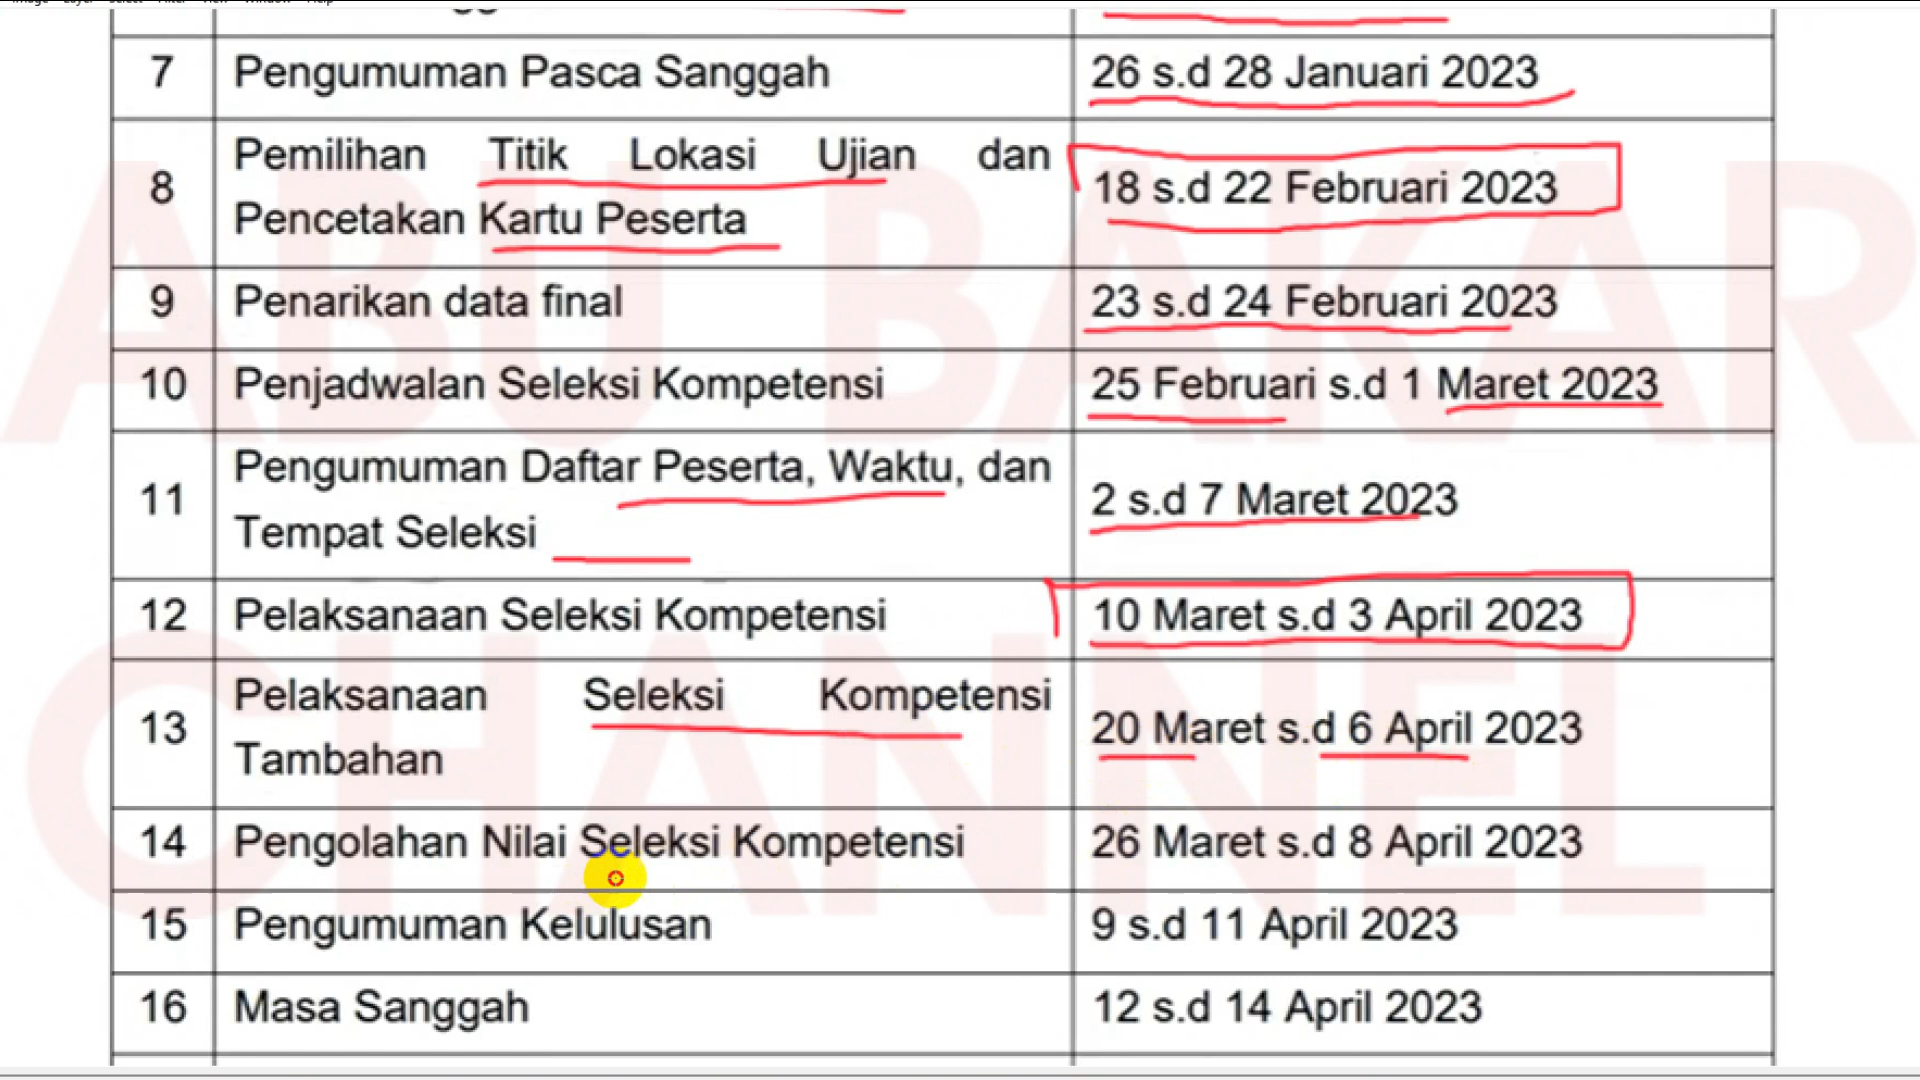 7 Pengumuman Pasca Sanggah 26 s.d 28 Januari 2023
8 Pemilihan Titik Lokasi Ujian dan
Pencetakan Kartu Peserta 18 s.d 22 Februari 2023
9 Penarikan data final 23 s.d 24 Februari 2023
10 Penjadwalan Seleksi Kompetensi 25 Februari s.d 1 Maret 2023
11 Pengumuman Daftar Peserta, Waktu, dan
Tempat Seleksi 2 s.d 7 Maret 2023
12 Pelaksanaan Seleksi Kompetensi 10 Maret s.d 3 April 2023
13 Pelaksanaan Seleksi Kompetensi
Tambahan 20 Maret s.d 6 April 2023
14 Pengolahan Nilai Seleksi Kompetensi 26 Maret s.d 8 April 2023
15 Pengumuman Kelulusan 9 s.d 11 April 2023
16 Masa Sanggah 12 s.d 14 April 2023
ABU BAKAR
CHANNEL